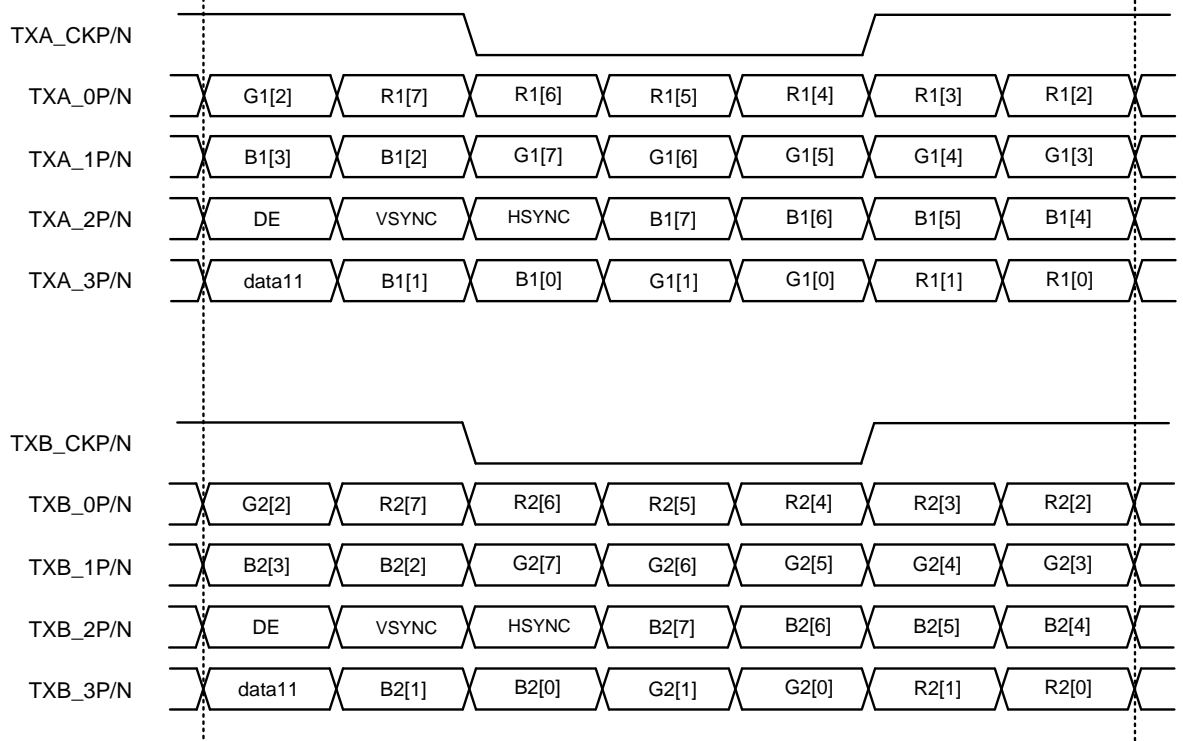 TXA_CKP/N
TXA_0P/N G1[2] R1[7] R1[6] R1[5] R1[4] R1[3] R1[2]
TXA_1P/N B1[3] B1[2] G1[7] G1[6] G1[5] G1[4] G1[3]
TXA_2P/N DE VSYNC HSYNC B1[7] B1[6] B1[5] B1[4]
TXA_3P/N data11 B1[1] B1[0] G1[1] G1[0] R1[1] R1[0]
TXB_CKP/N
TXB_0P/N G2[2] R2[7] R2[6] R2[5] R2[4] R2[3] R2[2]
TXB_1P/N B2[3] B2[2] G2[7] G2[6] G2[5] G2[4] G2[3]
TXB_2P/N DE VSYNC HSYNC B2[7] B2[6] B2[5] B2[4]
TXB_3P/N data11 B2[1] B2[0] G2[1] G2[0] R2[1] R2[0]